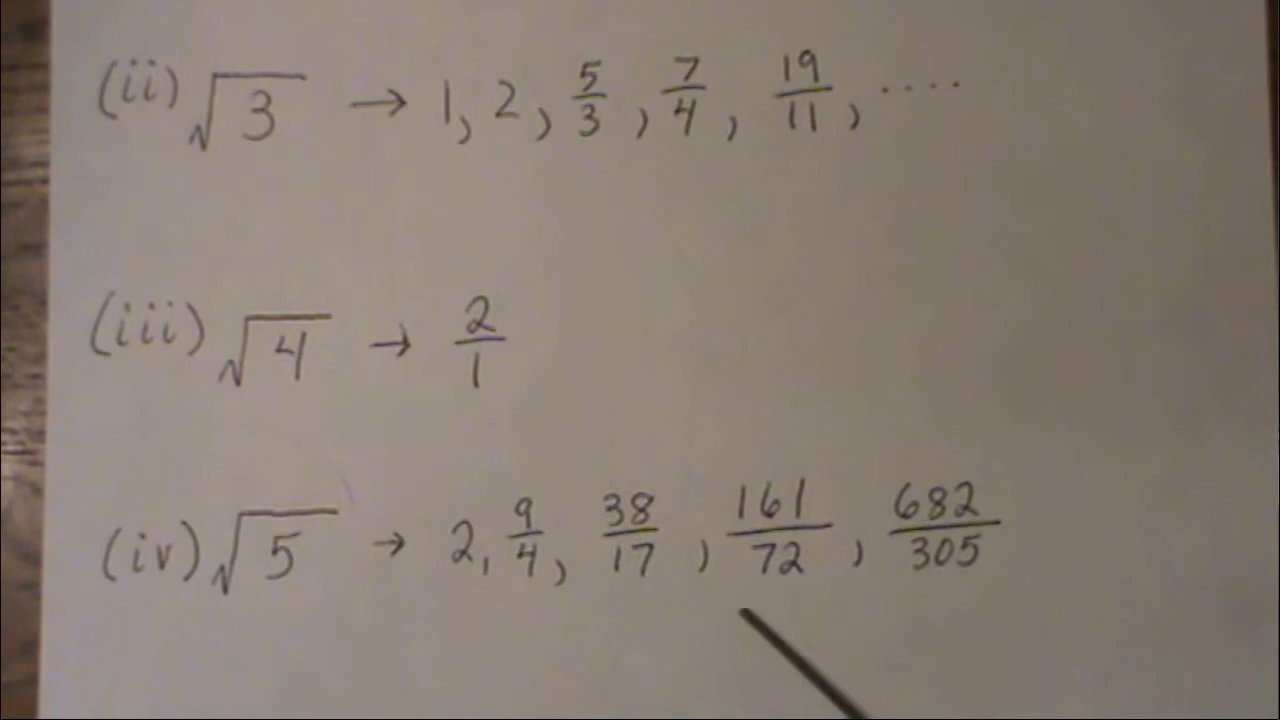 (ii) √3 → 1, 2, 5/3, 7/4, 19/11, ....
(iii) √4 → 2/1
(iv) √5 → 2, 9/4, 38/17, 161/72, 682/305